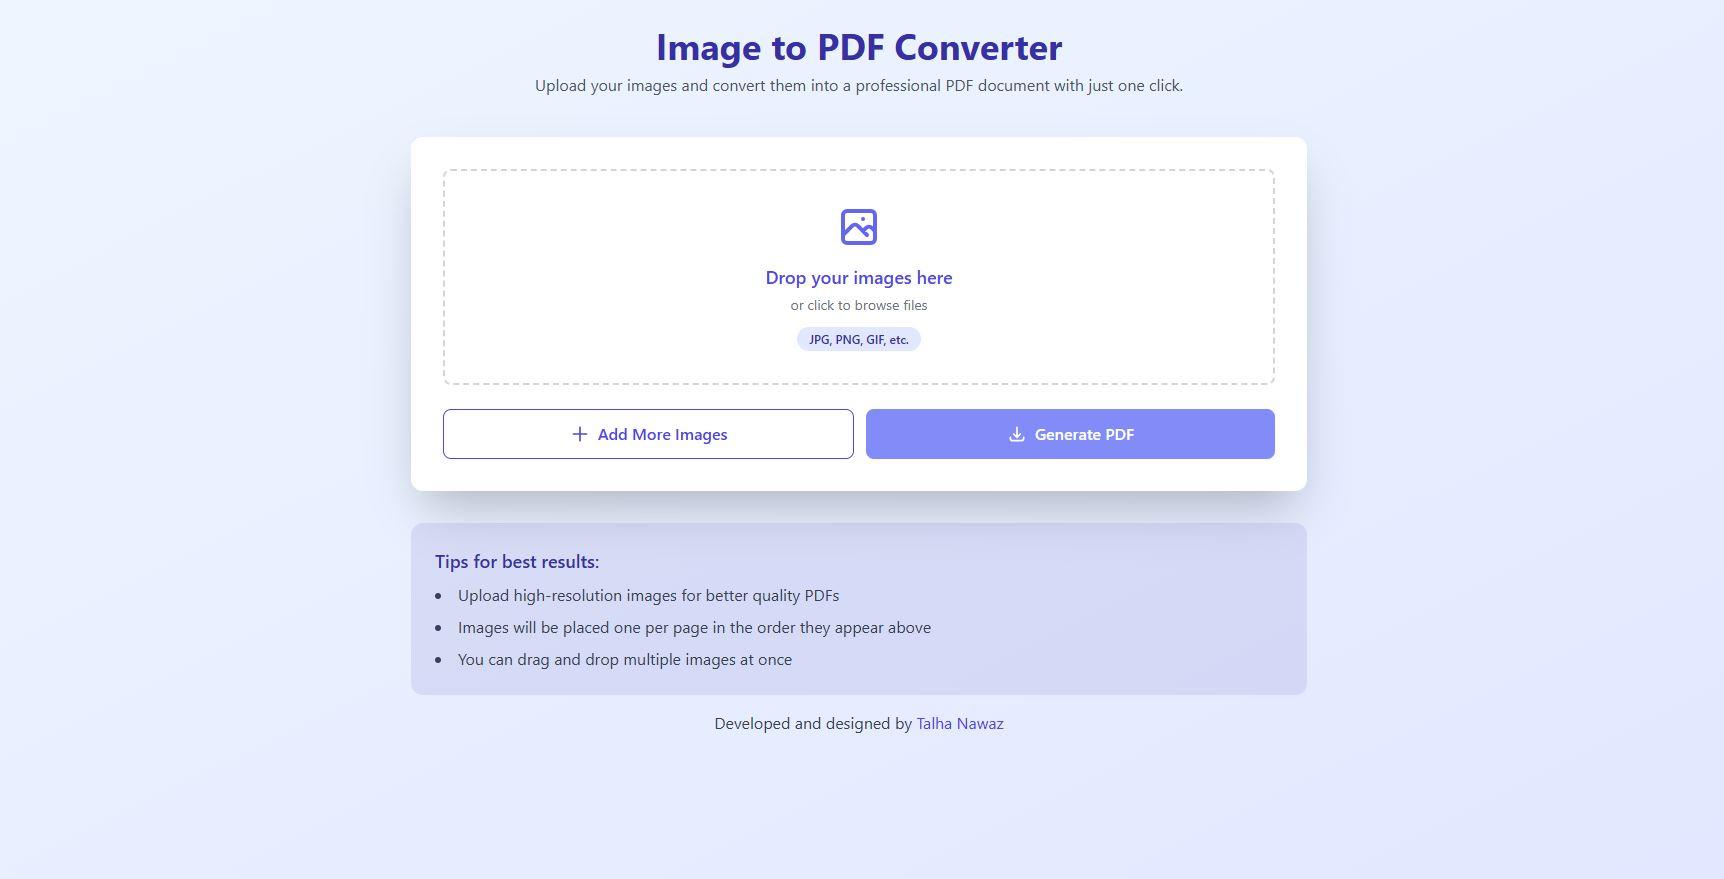 Image to PDF Converter
Upload your images and convert them into a professional PDF document with just one click.
Drop your images here
or click to browse files
JPG, PNG, GIF, etc.
Add More Images
Generate PDF
Tips for best results:
Upload high-resolution images for better quality PDFs
Images will be placed one per page in the order they appear above
You can drag and drop multiple images at once
Developed and designed by Talha Nawaz